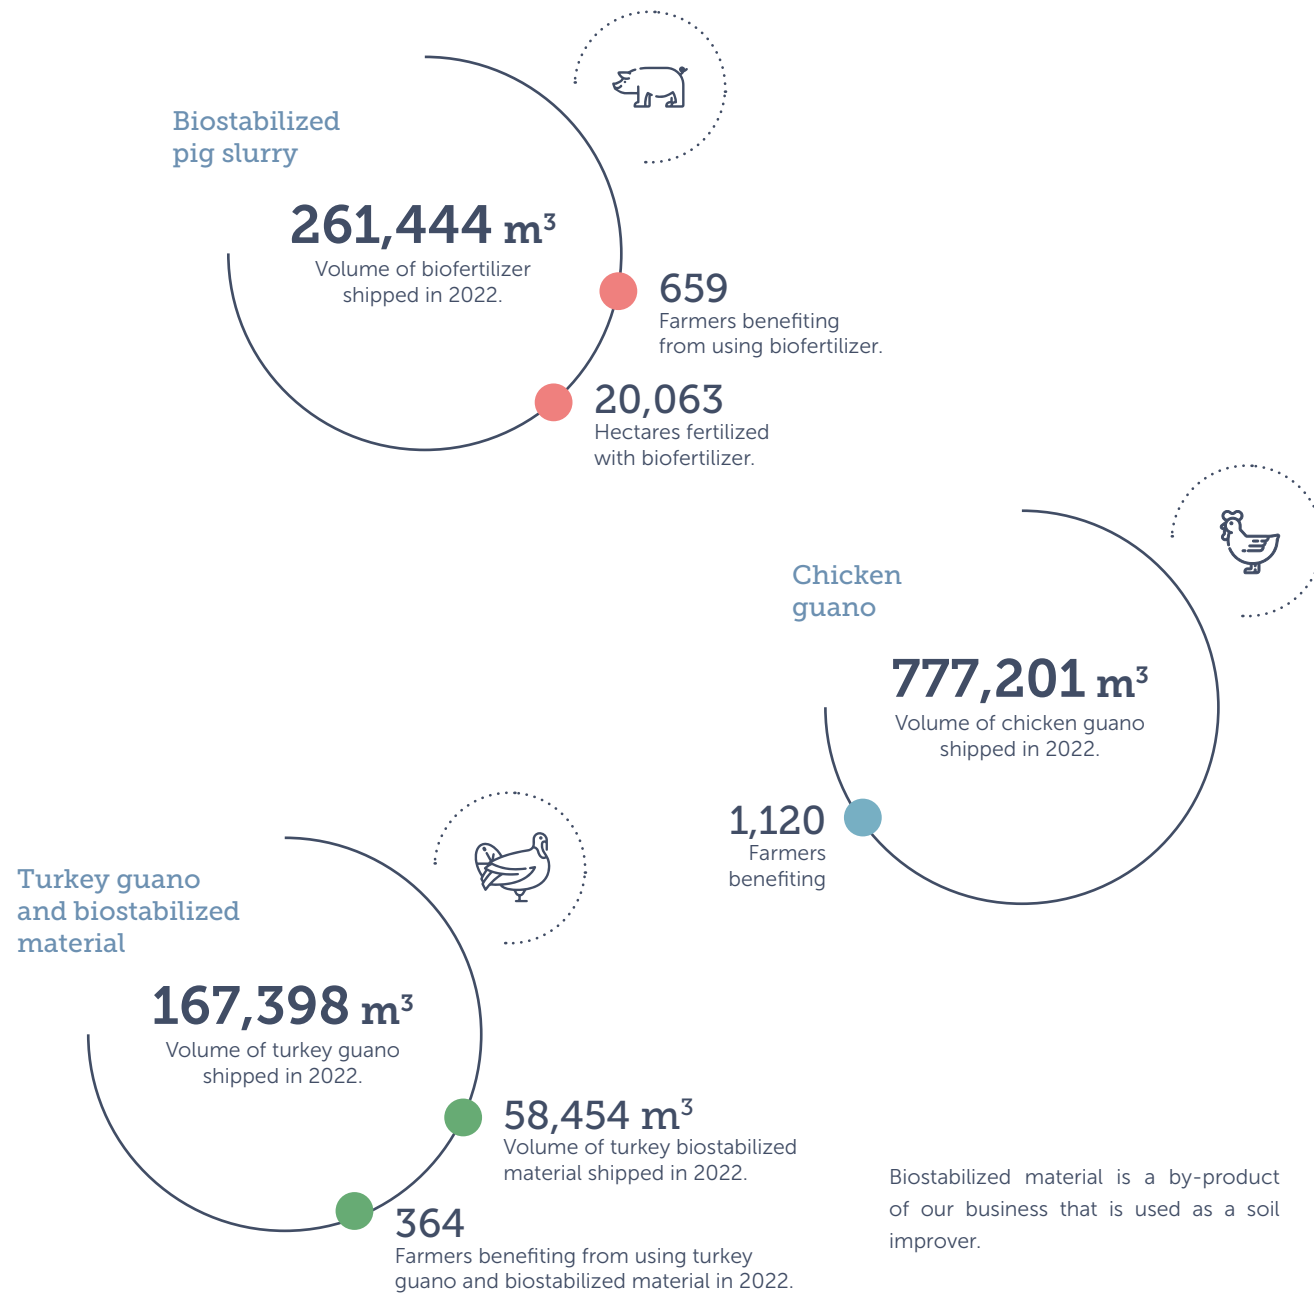 Biostabilized
pig slurry
261,444 m³
Volume of biofertilizer
shipped in 2022.
659
Farmers benefiting
from using biofertilizer.
20,063
Hectares fertilized
with biofertilizer.
Chicken
guano
777,201 m³
Volume of chicken guano
shipped in 2022.
1,120
Farmers
benefiting
Turkey guano
and biostabilized
material
167,398 m³
Volume of turkey guano
shipped in 2022.
58,454 m³
Volume of turkey biostabilized
material shipped in 2022.
364
Farmers benefiting from using turkey
guano and biostabilized material in 2022.
Biostabilized material is a by-product
of our business that is used as a soil
improver.